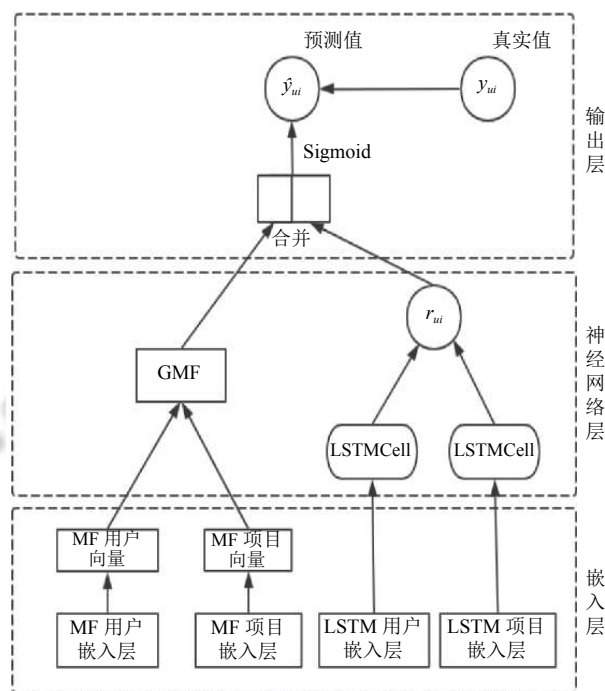 预测值
真实值
ŷui
yui
Sigmoid
合并
输出层
rui
GMF
LSTMCell
LSTMCell
神经网络层
MF 用户
向量
MF 项目
向量
MF 用户
嵌入层
MF 项目
嵌入层
LSTM 用户
嵌入层
LSTM 项目
嵌入层
嵌入层